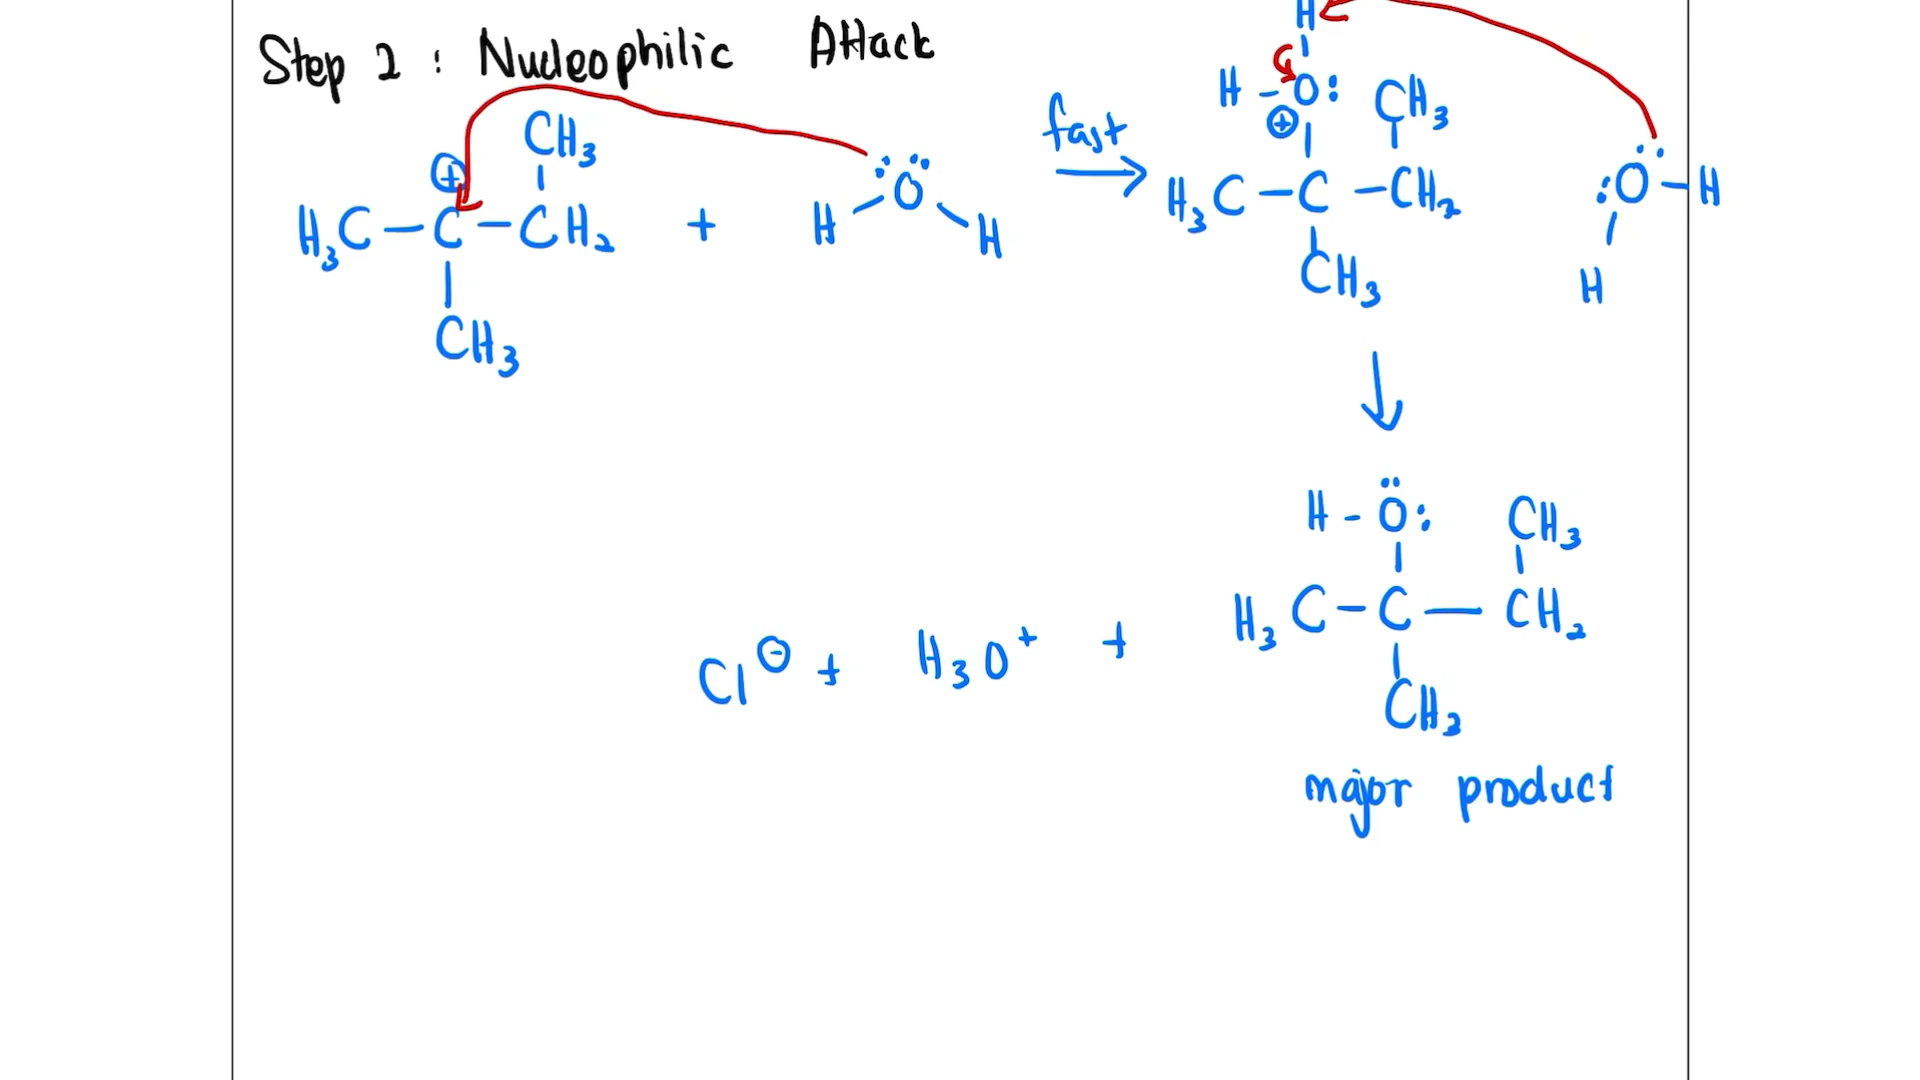 Step 2 : Nucleophilic Attack
H
H - O: CH3
⊕
fast
CH3
⊕
H3C - C - CH2 + H - O - H
CH3
H3C - C - CH2
CH3
:O - H
H
H - O: CH3
H3C - C - CH2
CH3
Cl⊖ + H3O+ +
major product